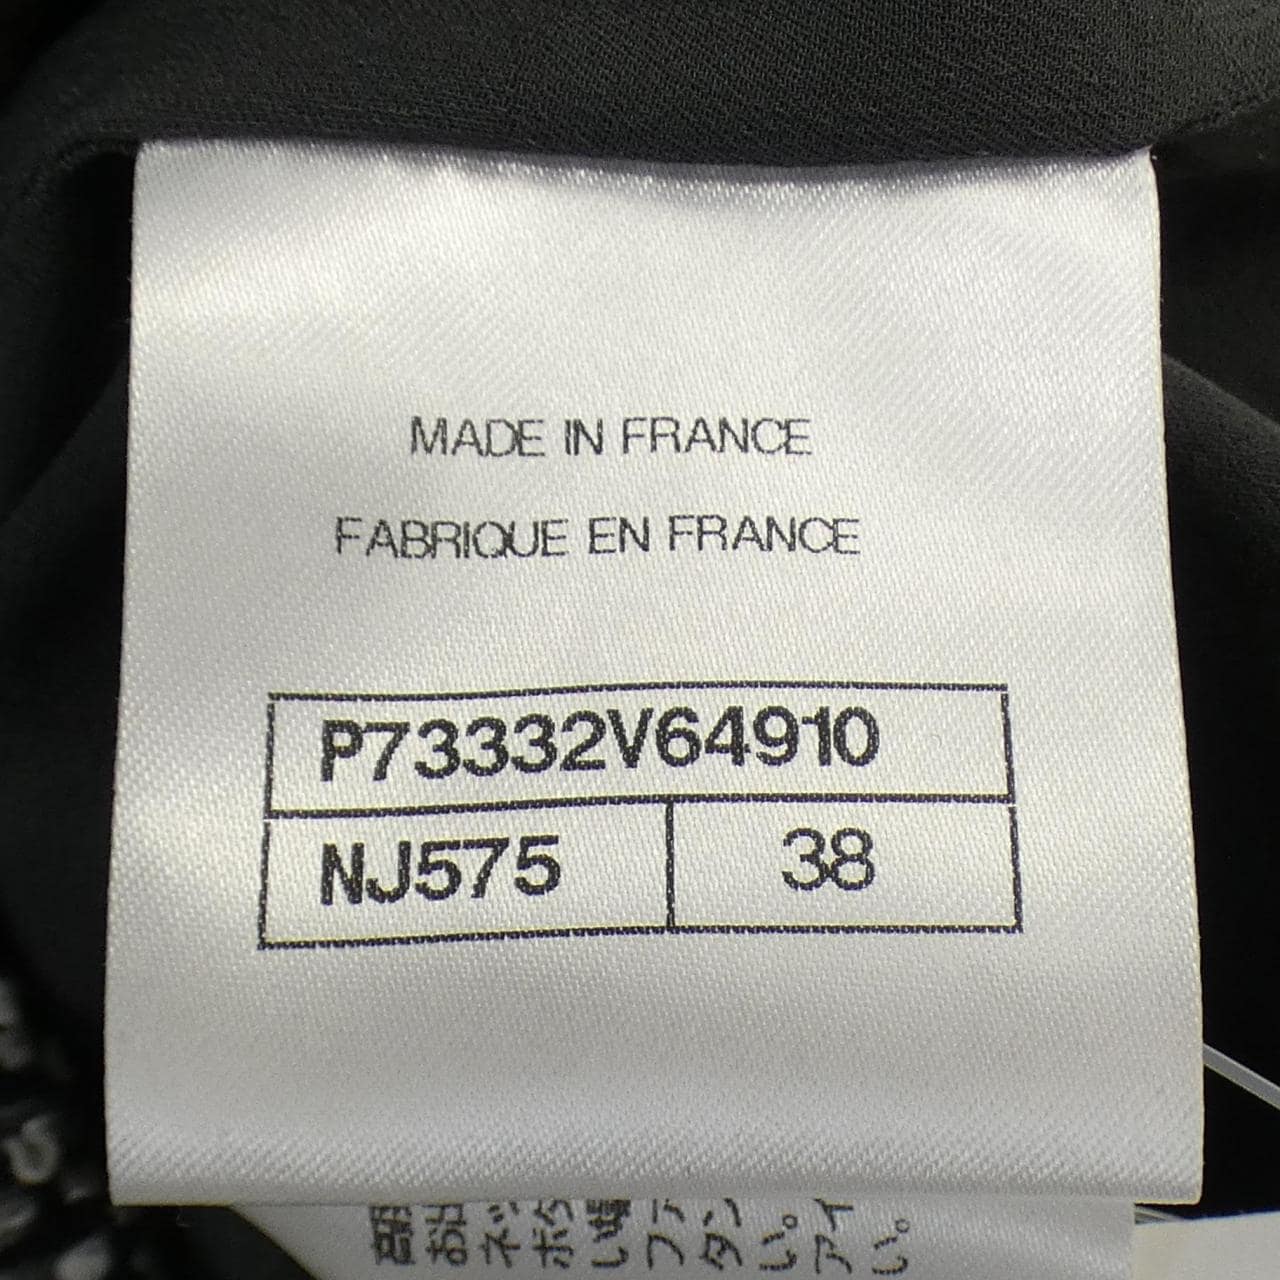 MADE IN FRANCE
FABRIQUE EN FRANCE
P73332V64910
NJ575 38